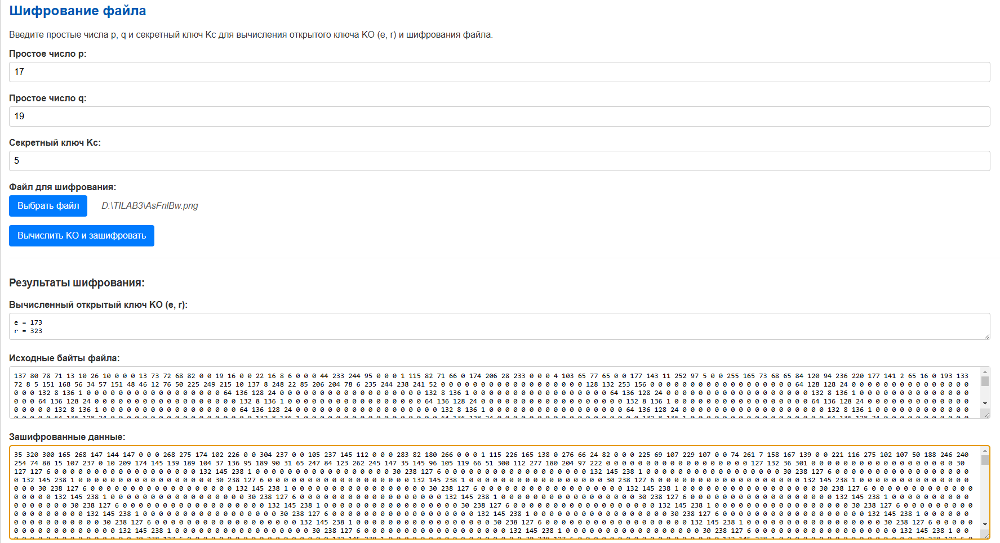 Шифрование файла
Введите простые числа p, q и секретный ключ Kc для вычисления открытого ключа KO (e, r) и шифрования файла.
Простое число p:
17
Простое число q:
19
Секретный ключ Kc:
5
Файл для шифрования:
Выбрать файл D:\TILAB3\AsFnlBw.png
Вычислить KO и зашифровать
Результаты шифрования:
Вычисленный открытый ключ KO (e, r):
e = 173
r = 323
Исходные байты файла:
137 80 78 71 13 10 26 10 0 0 0 13 73 72 68 82 0 0 19 16 0 0 22 16 8 6 0 0 0 44 233 244 95 0 0 0 1 115 82 71 66 0 174 206 28 233 0 0 0 4 103 65 77 65 0 0 177 143 11 252 97 5 0 0 255 165 73 68 65 84 120 94 236 220 177 141 2 65 16 0 193 133
72 8 5 151 168 56 34 57 151 48 46 12 76 50 225 249 215 10 137 8 248 22 85 206 204 78 6 235 244 238 241 52 0 0 0 0 0 0 0 0 0 0 0 0 0 0 0 0 0 0 128 132 253 156 0 0 0 0 0 0 0 0 0 0 0 0 0 0 0 0 0 0 64 128 128 24 0 0 0 0 0 0 0 0 0 0 0 0 0 0 0
0 0 0 132 8 136 1 0 0 0 0 0 0 0 0 0 0 0 0 0 0 0 0 0 64 136 128 24 0 0 0 0 0 0 0 0 0 0 0 0 0 0 0 0 0 0 132 8 136 1 0 0 0 0 0 0 0 0 0 0 0 0 0 0 0 0 0 64 136 128 24 0 0 0 0 0 0 0 0 0 0 0 0 0 0 0 0 0 0 132 8 136 1 0 0 0 0 0 0 0 0 0 0 0 0 0 0
0 0 0 64 136 128 24 0 0 0 0 0 0 0 0 0 0 0 0 0 0 0 0 0 0 132 8 136 1 0 0 0 0 0 0 0 0 0 0 0 0 0 0 0 0 0 64 136 128 24 0 0 0 0 0 0 0 0 0 0 0 0 0 0 0 0 0 0 132 8 136 1 0 0 0 0 0 0 0 0 0 0 0 0 0 0 0 0 0 64 136 128 24 0 0 0 0 0 0 0 0 0 0 0 0 0
0 0 0 0 0 132 8 136 1 0 0 0 0 0 0 0 0 0 0 0 0 0 0 0 0 0 64 136 128 24 0 0 0 0 0 0 0 0 0 0 0 0 0 0 0 0 0 0 132 8 136 1 0 0 0 0 0 0 0 0 0 0 0 0 0 0 0 0 0 64 136 128 24 0 0 0 0 0 0 0 0 0 0 0 0 0 0 0 0 0 0 132 8 136 1 0 0 0 0 0 0 0 0 0 0 0 0
Зашифрованные данные:
35 320 300 165 268 147 144 147 0 0 0 268 275 174 102 226 0 0 304 237 0 0 105 237 145 112 0 0 0 283 82 180 266 0 0 0 1 115 226 165 138 0 276 66 24 82 0 0 0 225 69 107 229 107 0 0 74 261 7 158 167 139 0 0 221 116 275 102 107 50 188 246 240
254 74 88 15 107 237 0 10 209 174 145 139 189 104 37 136 95 189 90 31 65 247 84 123 262 245 147 35 145 96 105 119 66 51 300 112 277 180 204 97 222 0 0 0 0 0 0 0 0 0 0 0 0 0 0 0 0 0 0 127 132 36 301 0 0 0 0 0 0 0 0 0 0 0 0 0 0 0 0 0 0 30
127 127 6 0 0 0 0 0 0 0 0 0 0 0 0 0 0 0 0 0 0 132 145 238 1 0 0 0 0 0 0 0 0 0 0 0 0 0 0 0 0 0 30 238 127 6 0 0 0 0 0 0 0 0 0 0 0 0 0 0 0 0 0 0 132 145 238 1 0 0 0 0 0 0 0 0 0 0 0 0 0 0 0 0 0 30 238 127 6 0 0 0 0 0 0 0 0 0 0 0 0 0 0 0 0 0
0 132 145 238 1 0 0 0 0 0 0 0 0 0 0 0 0 0 0 0 0 0 30 238 127 6 0 0 0 0 0 0 0 0 0 0 0 0 0 0 0 0 0 0 132 145 238 1 0 0 0 0 0 0 0 0 0 0 0 0 0 0 0 0 0 30 238 127 6 0 0 0 0 0 0 0 0 0 0 0 0 0 0 0 0 0 0 132 145 238 1 0 0 0 0 0 0 0 0 0 0 0 0 0 0
0 0 0 30 238 127 6 0 0 0 0 0 0 0 0 0 0 0 0 0 0 0 0 0 0 132 145 238 1 0 0 0 0 0 0 0 0 0 0 0 0 0 0 0 0 0 30 238 127 6 0 0 0 0 0 0 0 0 0 0 0 0 0 0 0 0 0 0 132 145 238 1 0 0 0 0 0 0 0 0 0 0 0 0 0 0 0 0 0 30 238 127 6 0 0 0 0 0 0 0 0 0 0 0 0 0
0 0 0 0 0 132 145 238 1 0 0 0 0 0 0 0 0 0 0 0 0 0 0 0 0 0 30 238 127 6 0 0 0 0 0 0 0 0 0 0 0 0 0 0 0 0 0 0 132 145 238 1 0 0 0 0 0 0 0 0 0 0 0 0 0 0 0 0 0 30 238 127 6 0 0 0 0 0 0 0 0 0 0 0 0 0 0 0 0 0 0 132 145 238 1 0 0 0 0 0 0 0 0 0 0
0 0 0 0 0 0 0 30 238 127 6 0 0 0 0 0 0 0 0 0 0 0 0 0 0 0 0 0 0 132 145 238 1 0 0 0 0 0 0 0 0 0 0 0 0 0 0 0 0 0 30 238 127 6 0 0 0 0 0 0 0 0 0 0 0 0 0 0 0 0 0 0 132 145 238 1 0 0 0 0 0 0 0 0 0 0 0 0 0 0 0 0 0 30 238 127 6 0 0 0 0 0 0 0 0 0
0 0 0 0 0 0 0 0 0 132 145 238 1 0 0 0 0 0 0 0 0 0 0 0 0 0 0 0 0 0 30 238 127 6 0 0 0 0 0 0 0 0 0 0 0 0 0 0 0 0 0 0 132 145 238 1 0 0 0 0 0 0 0 0 0 0 0 0 0 0 0 0 0 30 238 127 6 0 0 0 0 0 0 0 0 0 0 0 0 0 0 0 0 0 0 132 145 238 1 0 0 0 0 0 0
0 0 0 0 0 0 0 0 0 0 0 30 238 127 6 0 0 0 0 0 0 0 0 0 0 0 0 0 0 0 0 0 0 132 145 238 1 0 0 0 0 0 0 0 0 0 0 0 0 0 0 0 0 0 30 238 127 6 0 0 0 0 0 0 0 0 0 0 0 0 0 0 0 0 0 0 132 145 238 1 0 0 0 0 0 0 0 0 0 0 0 0 0 0 0 0 0 30 238 127 6 0 0 0 0 0
0 0 0 0 0 0 0 0 0 0 0 0 0 132 145 238 1 0 0 0 0 0 0 0 0 0 0 0 0 0 0 0 0 0 30 238 127 6 0 0 0 0 0 0 0 0 0 0 0 0 0 0 0 0 0 0 132 145 238 1 0 0 0 0 0 0 0 0 0 0 0 0 0 0 0 0 0 30 238 127 6 0 0 0 0 0 0 0 0 0 0 0 0 0 0 0 0 0 0 132 145 238 1 0 0